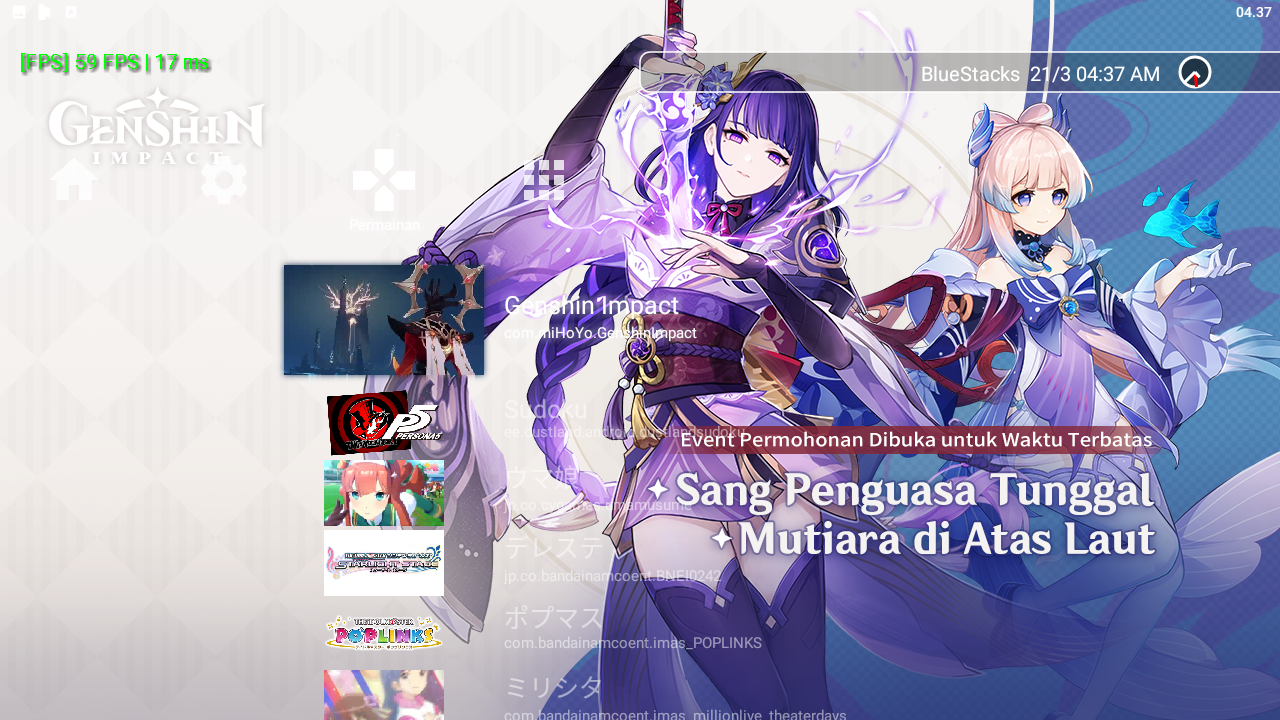 04.37
[FPS] 59 FPS | 17 ms
BlueStacks 21/3 04:37 AM
GENSHIN
IMPACT
Permainan
Genshin Impact
com.miHoYo.GenshinImpact
P5
PERSONA5
Sudoku
ee.dustland.android.dustlandsudoku
Event Permohonan Dibuka untuk Waktu Terbatas
ウマ娘
jp.co.cygames.umamusume
Sang Penguasa Tunggal
Mutiara di Atas Laut
STARLIGHT STAGE
デレステ
jp.co.bandainamcoent.BNEI0242
THE IDOLM@STER
POPLINKS
ポプマス
com.bandainamcoent.imas_POPLINKS
ミリシタ
com.bandainamcoent.imas_millionlive_theaterdays